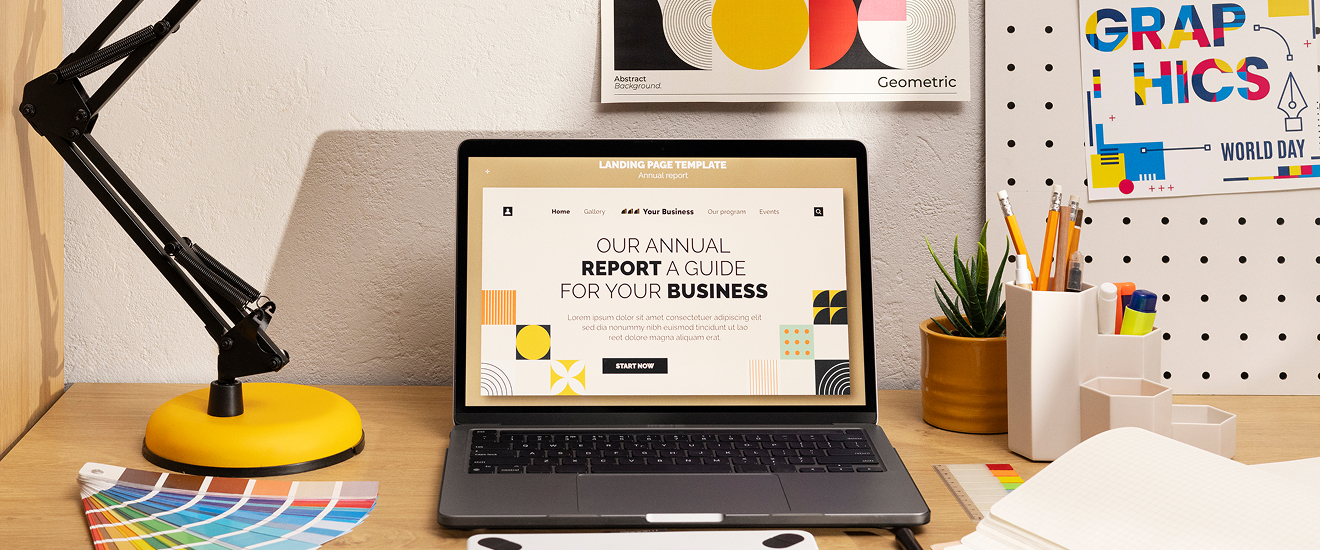 Abstract
Background.
Geometric
GRAP
HICS
WORLD DAY
LANDING PAGE TEMPLATE
Annual report
Home
Gallery
Your Business
Our program
Events
OUR ANNUAL
REPORT A GUIDE
FOR YOUR BUSINESS
Lorem ipsum dolor sit amet consectetuer adipiscing elit
sed dia nonummy nibh euismod tincidunt ut lao
reet dolore magna aliquam erat.
START NOW